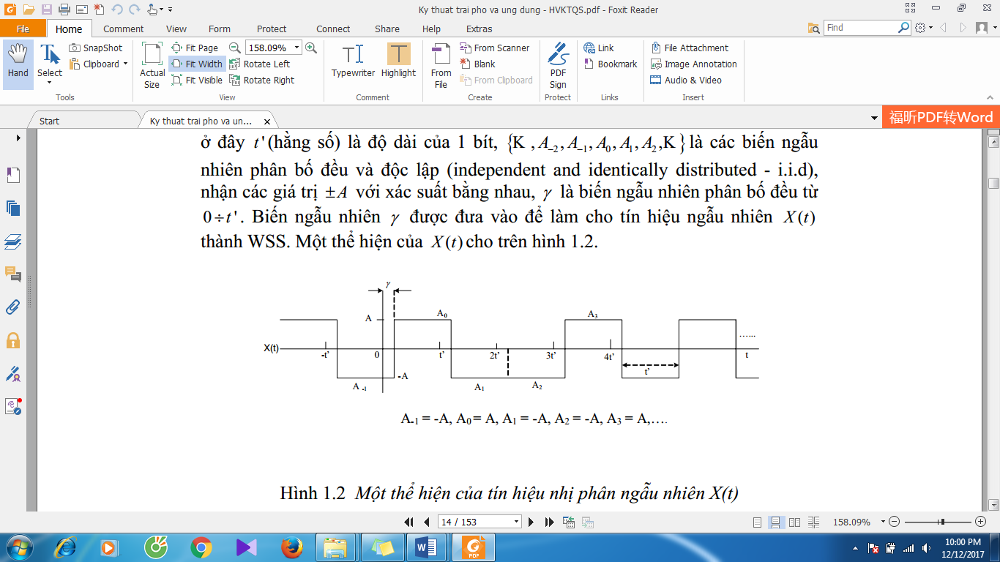 Ky thuat trai pho va ung dung - HVKTQS.pdf - Foxit Reader
File Home Comment View Form Protect Connect Share Help Extras Find
Hand Select SnapShot Clipboard Actual Size Fit Page Fit Width Fit Visible 158.09% Rotate Left Rotate Right Typewriter Highlight From File From Scanner Blank From Clipboard PDF Sign Link Bookmark File Attachment Image Annotation Audio & Video
Tools View Comment Create Protect Links Insert
Start Ky thuat trai pho va un... 福昕PDF转Word
ở đây t' (hằng số) là độ dài của 1 bít, {K , A₋₂, A₋₁, A₀, A₁, A₂,K } là các biến ngẫu
nhiên phân bố đều và độc lập (independent and identically distributed - i.i.d),
nhận các giá trị ±A với xác suất bằng nhau, γ là biến ngẫu nhiên phân bố đều từ
0÷t'. Biến ngẫu nhiên γ được đưa vào để làm cho tín hiệu ngẫu nhiên X(t)
thành WSS. Một thể hiện của X(t) cho trên hình 1.2.
γ
A A₀ A₃
X(t) ......
-t' 0 t' 2t' 3t' 4t' t
t'
-A
A ₋₁ A₁ A₂
A₋₁ = -A, A₀ = A, A₁ = -A, A₂ = -A, A₃ = A,….
Hình 1.2 Một thể hiện của tín hiệu nhị phân ngẫu nhiên X(t)
14 / 153 158.09%
PDF
10:00 PM
12/12/2017